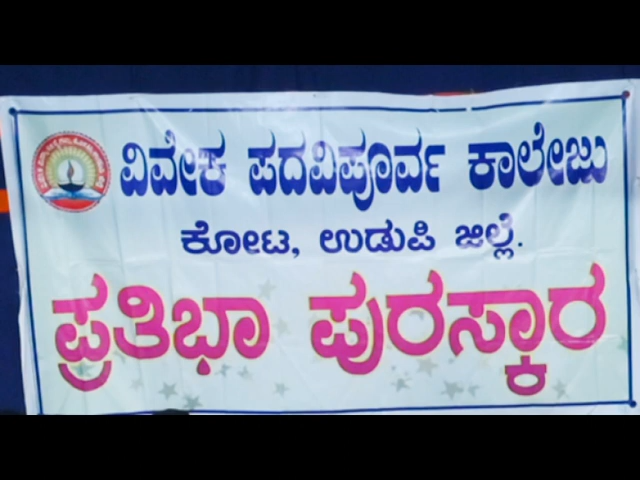 ವಿವೇಕ ಪದವಿಪೂರ್ವ ಕಾಲೇಜು
ಕೋಟ, ಉಡುಪಿ ಜಿಲ್ಲೆ.
ಪ್ರತಿಭಾ ಪುರಸ್ಕಾರ